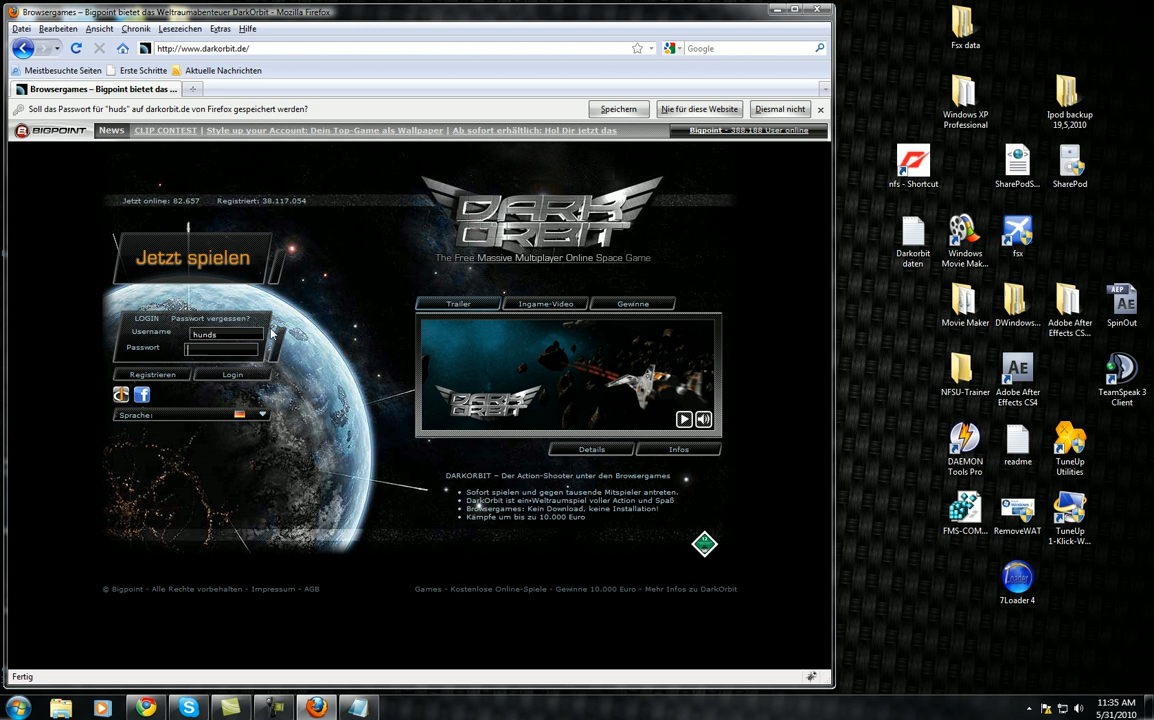 Browsergames – Bigpoint bietet das Weltraumabenteuer DarkOrbit - Mozilla Firefox
Datei Bearbeiten Ansicht Chronik Lesezeichen Extras Hilfe
http://www.darkorbit.de/
Google
Meistbesuchte Seiten Erste Schritte Aktuelle Nachrichten
Browsergames – Bigpoint bietet das ...
Soll das Passwort für "huds" auf darkorbit.de von Firefox gespeichert werden?
Speichern Nie für diese Website Diesmal nicht
BIGPOINT News CLIP CONTEST | Style up your Account: Dein Top-Game als Wallpaper | Ab sofort erhältlich: Hol Dir jetzt das
Bigpoint - 388.188 User online
Jetzt online: 82.657 Registriert: 38.117.054
DARK ORBIT
The Free Massive Multiplayer Online Space Game
Jetzt spielen
LOGIN Passwort vergessen?
Username hunds
Passwort
Registrieren Login
Sprache:
Trailer Ingame-Video Gewinne
DARK ORBIT
Details Infos
DARKORBIT – Der Action-Shooter unter den Browsergames
Sofort spielen und gegen tausende Mitspieler antreten.
DarkOrbit ist ein Weltraumspiel voller Action und Spaß
Browsergames: Kein Download, keine Installation!
Kämpfe um bis zu 10.000 Euro
12
© Bigpoint - Alle Rechte vorbehalten - Impressum - AGB
Games - Kostenlose Online-Spiele - Gewinne 10.000 Euro - Mehr Infos zu DarkOrbit
Fertig
Fsx data
Windows XP Professional
Ipod backup 19,5,2010
nfs - Shortcut
SharePodS...
SharePod
Darkorbit daten
Windows Movie Mak...
fsx
Movie Maker
DWindows...
Adobe After Effects CS...
AEP
Ae
SpinOut
NFSU-Trainer
Ae
Adobe After Effects CS4
TeamSpeak 3 Client
DAEMON Tools Pro
readme
TuneUp Utilities
FMS-COM...
RemoveWAT
TuneUp 1-Klick-W...
Loader
7Loader 4
11:35 AM
5/31/2010